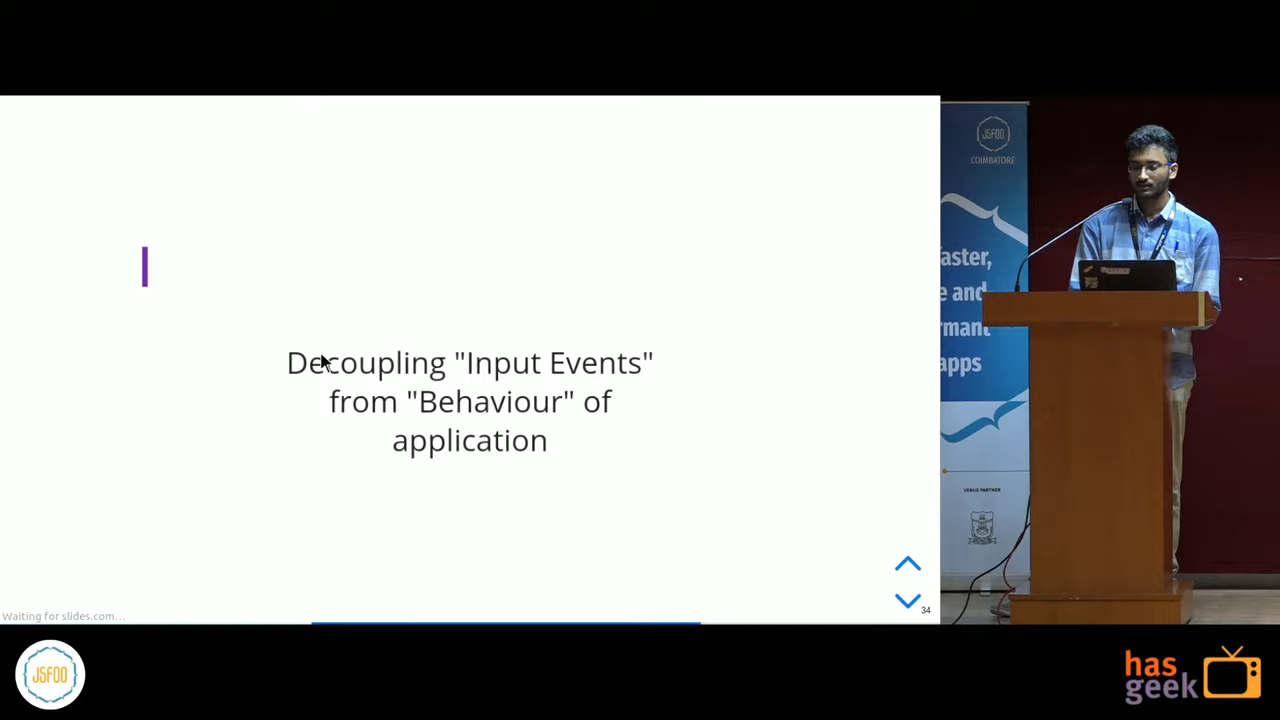 Decoupling "Input Events"
from "Behaviour" of
application
34
Waiting for slides.com...
JSFOO
COIMBATORE
aster,
e and
rmant
apps
VENUE PARTNER
JSFOO
has
geek